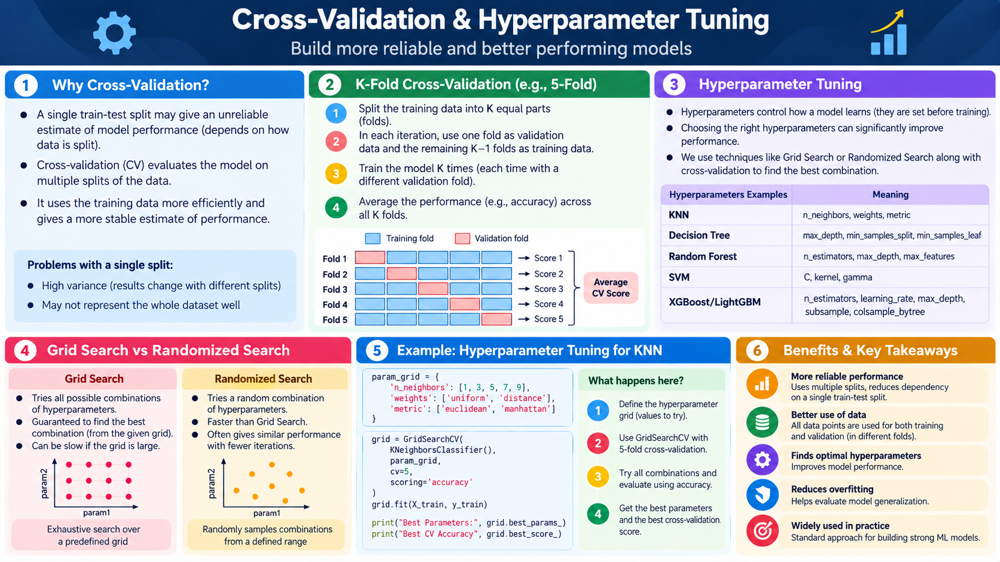 Cross-Validation & Hyperparameter Tuning
Build more reliable and better performing models
1 Why Cross-Validation?
● A single train-test split may give an unreliable
estimate of model performance (depends on how
data is split).
● Cross-validation (CV) evaluates the model on
multiple splits of the data.
● It uses the training data more efficiently and
gives a more stable estimate of performance.
Problems with a single split:
● High variance (results change with different splits)
● May not represent the whole dataset well
2 K-Fold Cross-Validation (e.g., 5-Fold)
1 Split the training data into K equal parts
(folds).
2 In each iteration, use one fold as validation
data and the remaining K−1 folds as training data.
3 Train the model K times (each time with a
different validation fold).
4 Average the performance (e.g., accuracy) across
all K folds.
Training fold Validation fold
Fold 1 → Score 1
Fold 2 → Score 2
Fold 3 → Score 3
Fold 4 → Score 4
Fold 5 → Score 5
Average
CV Score
3 Hyperparameter Tuning
● Hyperparameters control how a model learns (they are set before training).
● Choosing the right hyperparameters can significantly improve
performance.
● We use techniques like Grid Search or Randomized Search along with
cross-validation to find the best combination.
Hyperparameters Examples Meaning
KNN n_neighbors, weights, metric
Decision Tree max_depth, min_samples_split, min_samples_leaf
Random Forest n_estimators, max_depth, max_features
SVM C, kernel, gamma
XGBoost/LightGBM n_estimators, learning_rate, max_depth,
subsample, colsample_bytree
4 Grid Search vs Randomized Search
Grid Search
● Tries all possible combinations
of hyperparameters.
● Guaranteed to find the best
combination (from the given grid).
● Can be slow if the grid is large.
param2
param1
Exhaustive search over
a predefined grid
Randomized Search
● Tries a random combination
of hyperparameters.
● Faster than Grid Search.
● Often gives similar performance
with fewer iterations.
param2
param1
Randomly samples combinations
from a defined range
5 Example: Hyperparameter Tuning for KNN
param_grid = {
'n_neighbors': [1, 3, 5, 7, 9],
'weights': ['uniform', 'distance'],
'metric': ['euclidean', 'manhattan']
}
grid = GridSearchCV(
KNeighborsClassifier(),
param_grid,
cv=5,
scoring='accuracy'
)
grid.fit(X_train, y_train)
print("Best Parameters:", grid.best_params_)
print("Best CV Accuracy", grid.best_score_)
What happens here?
1 Define the hyperparameter
grid (values to try).
2 Use GridSearchCV with
5-fold cross-validation.
3 Try all combinations and
evaluate using accuracy.
4 Get the best parameters
and the best cross-validation
score.
6 Benefits & Key Takeaways
More reliable performance
Uses multiple splits, reduces dependency
on a single train-test split.
Better use of data
All data points are used for both training
and validation (in different folds).
Finds optimal hyperparameters
Improves model performance.
Reduces overfitting
Helps evaluate model generalization.
Widely used in practice
Standard approach for building strong ML models.